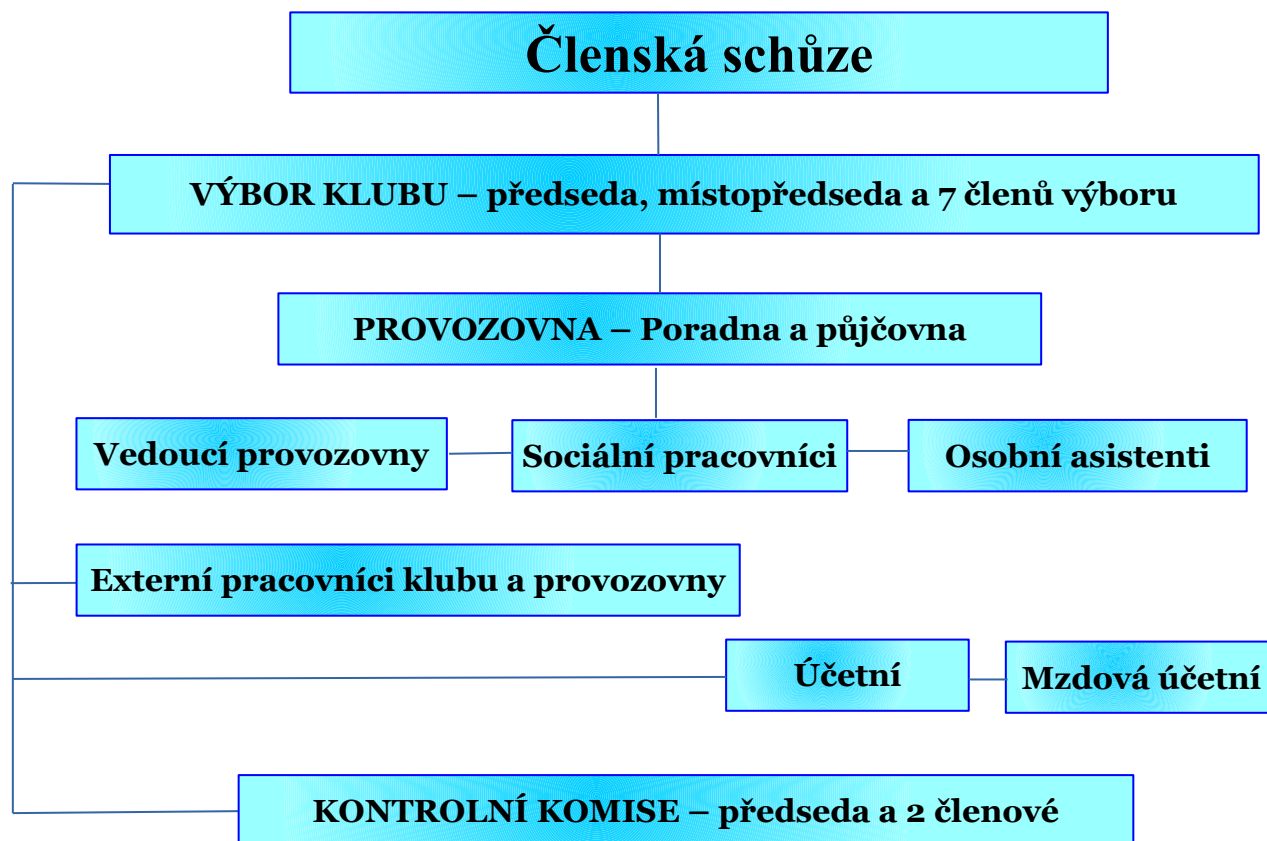 Členská schůze
VÝBOR KLUBU – předseda, místopředseda a 7 členů výboru
PROVOZOVNA – Poradna a půjčovna
Vedoucí provozovny
Sociální pracovníci
Osobní asistenti
Externí pracovníci klubu a provozovny
Účetní
Mzdová účetní
KONTROLNÍ KOMISE – předseda a 2 členové